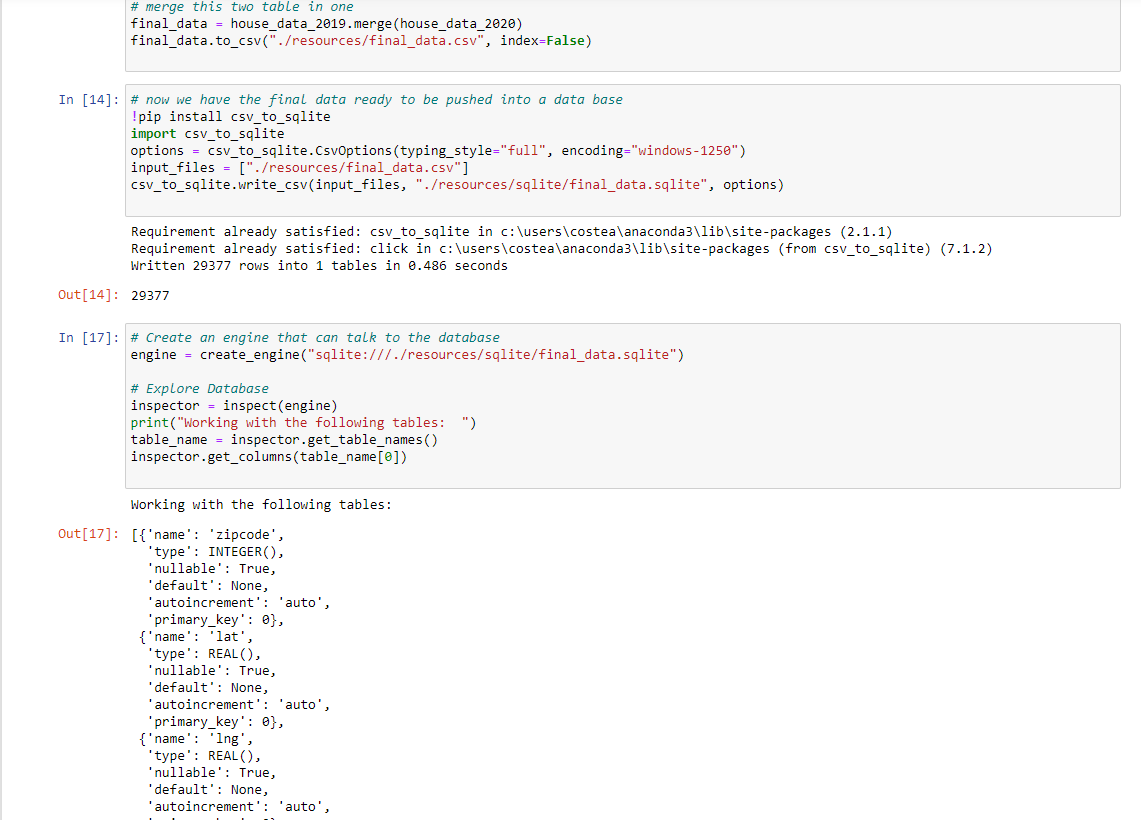 # merge this two table in one
final_data = house_data_2019.merge(house_data_2020)
final_data.to_csv("./resources/final_data.csv", index=False)
In [14]: # now we have the final data ready to be pushed into a data base
!pip install csv_to_sqlite
import csv_to_sqlite
options = csv_to_sqlite.CsvOptions(typing_style="full", encoding="windows-1250")
input_files = ["./resources/final_data.csv"]
csv_to_sqlite.write_csv(input_files, "./resources/sqlite/final_data.sqlite", options)
Requirement already satisfied: csv_to_sqlite in c:\users\costea\anaconda3\lib\site-packages (2.1.1)
Requirement already satisfied: click in c:\users\costea\anaconda3\lib\site-packages (from csv_to_sqlite) (7.1.2)
Written 29377 rows into 1 tables in 0.486 seconds
Out[14]: 29377
In [17]: # Create an engine that can talk to the database
engine = create_engine("sqlite:///./resources/sqlite/final_data.sqlite")
# Explore Database
inspector = inspect(engine)
print("Working with the following tables:  ")
table_name = inspector.get_table_names()
inspector.get_columns(table_name[0])
Working with the following tables:
Out[17]: [{'name': 'zipcode',
'type': INTEGER(),
'nullable': True,
'default': None,
'autoincrement': 'auto',
'primary_key': 0},
{'name': 'lat',
'type': REAL(),
'nullable': True,
'default': None,
'autoincrement': 'auto',
'primary_key': 0},
{'name': 'lng',
'type': REAL(),
'nullable': True,
'default': None,
'autoincrement': 'auto',